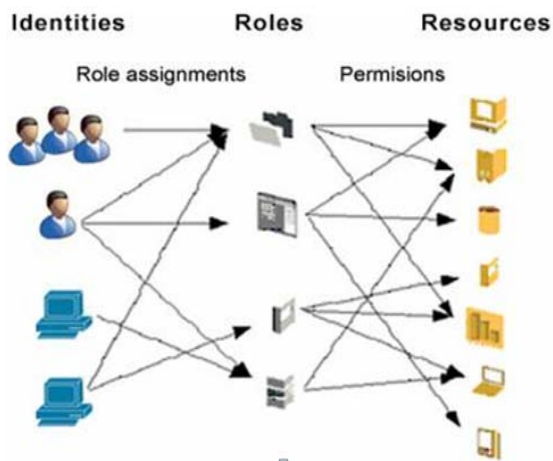 Identities Roles Resources
Role assignments Permisions